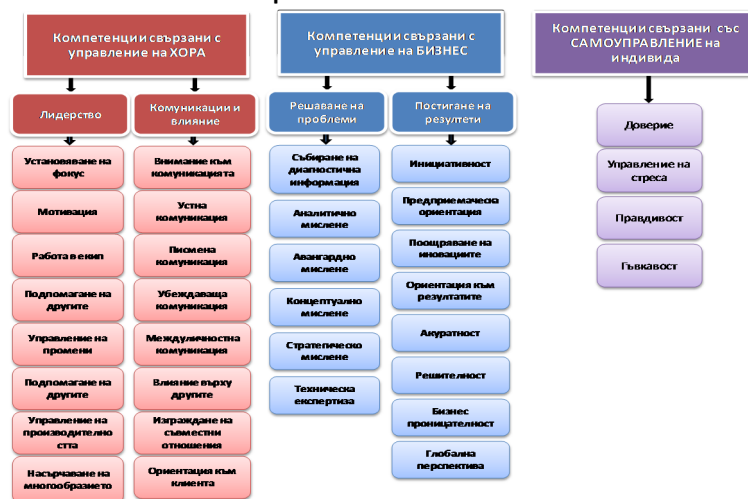 Компетенции свързани с
управление на ХОРА
Компетенции свързани с
управление на БИЗНЕС
Компетенции свързани със
САМОУПРАВЛЕНИЕ на
индивида
Лидерство
Комуникации и
влияние
Решаване на
проблеми
Постигане на
резултети
Установяване на
фокус
Мотивация
Работа в екип
Подпомагане на
другите
Управление на
промени
Подпомагане на
другите
Управление на
производително
стта
Насърчаване на
многообразието
Внимание към
комуникацията
Устна
комуникация
Писмена
комуникация
Убеждаваща
комуникация
Междуличностна
комуникация
Влияние върху
другите
Изграждане на
съвместни
отношения
Ориентация към
клиента
Събиране на
диагностична
информация
Аналитично
мислене
Авангардно
мислене
Концептуално
мислене
Стратегическо
мислене
Техническа
експертиза
Инициативност
Предприемаческа
ориентация
Поощряване на
иновациите
Ориентация към
резултатите
Акуратност
Решителност
Бизнес
проницателност
Глобална
перспектива
Доверие
Управление на
стреса
Правдивост
Гъвкавост